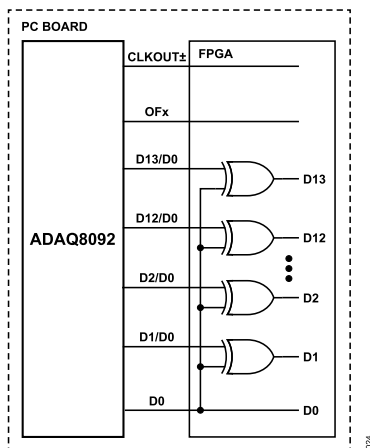 PC BOARD
CLKOUT± FPGA
OFx
D13/D0
D13
D12/D0
D12
ADAQ8092
D2/D0
D2
D1/D0
D1
D0
D0
024